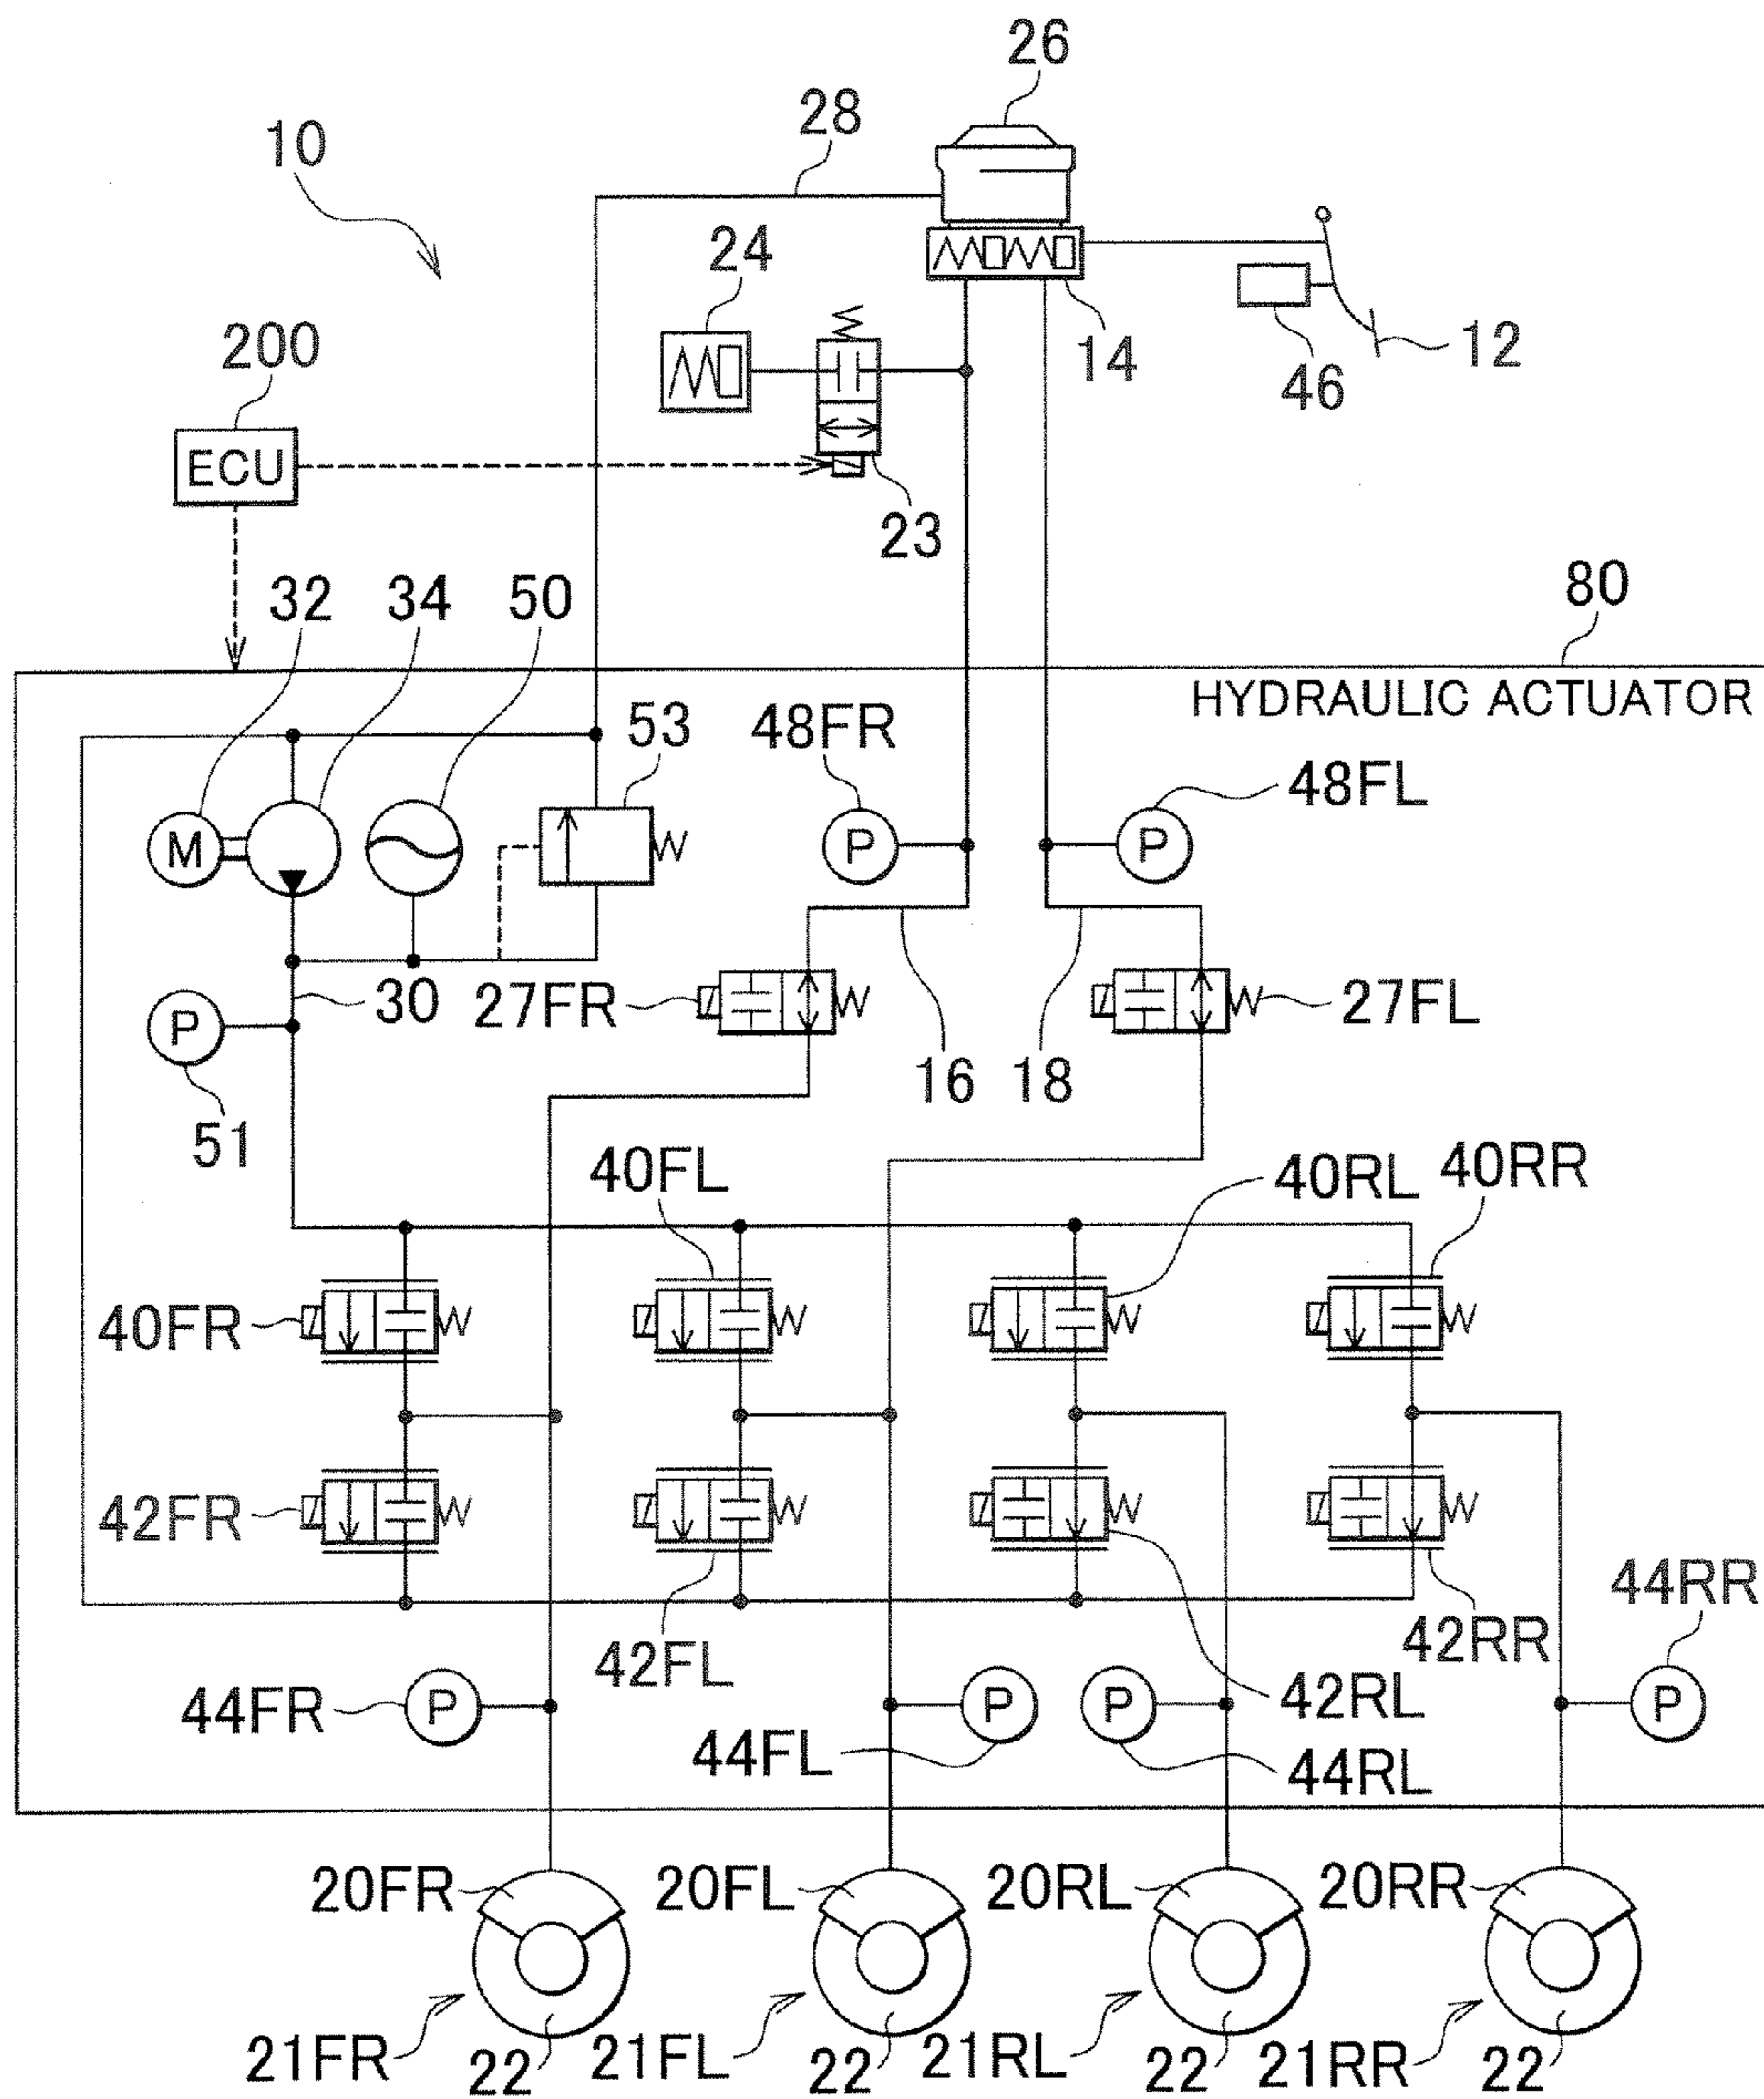 26
28
10
24
200
ECU
14
46
12
23
32
34
50
80
HYDRAULIC ACTUATOR
53
48FR
48FL
M
P
P
30
27FR
27FL
P
16
18
51
40FL
40RL
40RR
40FR
42FR
44RR
42FL
42RR
44FR
P
P
P
42RL
P
44FL
44RL
20FR
20FL
20RL
20RR
21FR
22
21FL
22
21RL
22
21RR
22